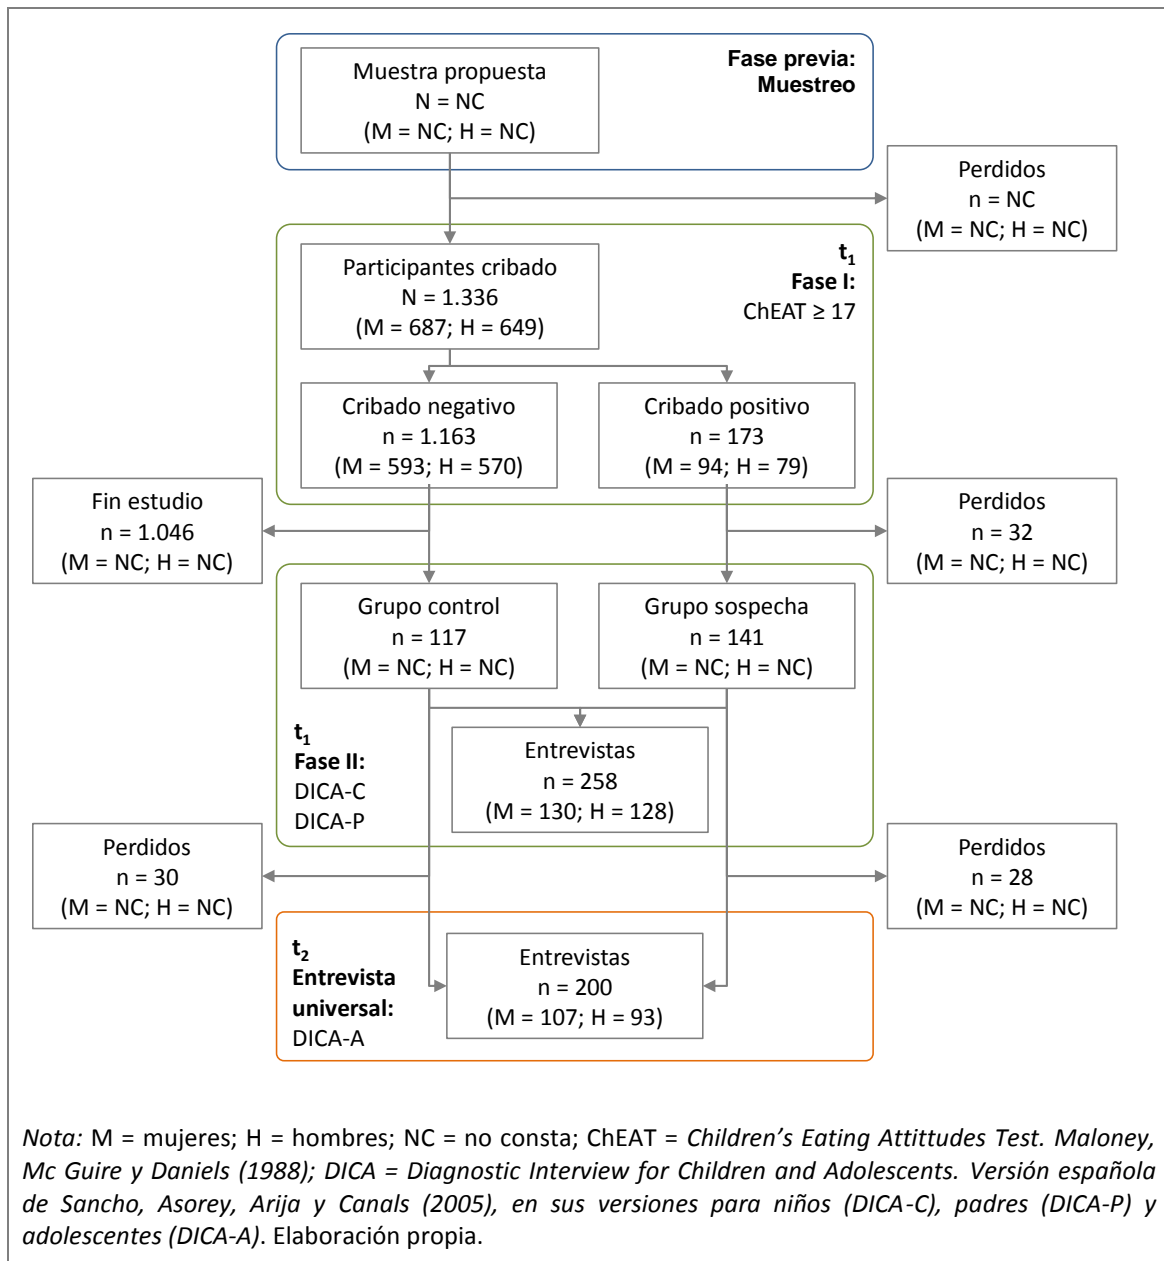 Fase previa:
Muestreo
Muestra propuesta
N = NC
(M = NC; H = NC)
Perdidos
n = NC
(M = NC; H = NC)
t1
Fase I:
ChEAT ≥ 17
Participantes cribado
N = 1.336
(M = 687; H = 649)
Cribado negativo
n = 1.163
(M = 593; H = 570)
Cribado positivo
n = 173
(M = 94; H = 79)
Fin estudio
n = 1.046
(M = NC; H = NC)
Perdidos
n = 32
(M = NC; H = NC)
Grupo control
n = 117
(M = NC; H = NC)
Grupo sospecha
n = 141
(M = NC; H = NC)
t1
Fase II:
DICA-C
DICA-P
Entrevistas
n = 258
(M = 130; H = 128)
Perdidos
n = 30
(M = NC; H = NC)
Perdidos
n = 28
(M = NC; H = NC)
t2
Entrevista
universal:
DICA-A
Entrevistas
n = 200
(M = 107; H = 93)
Nota: M = mujeres; H = hombres; NC = no consta; ChEAT = Children's Eating Attittudes Test. Maloney,
Mc Guire y Daniels (1988); DICA = Diagnostic Interview for Children and Adolescents. Versión española
de Sancho, Asorey, Arija y Canals (2005), en sus versiones para niños (DICA-C), padres (DICA-P) y
adolescentes (DICA-A). Elaboración propia.